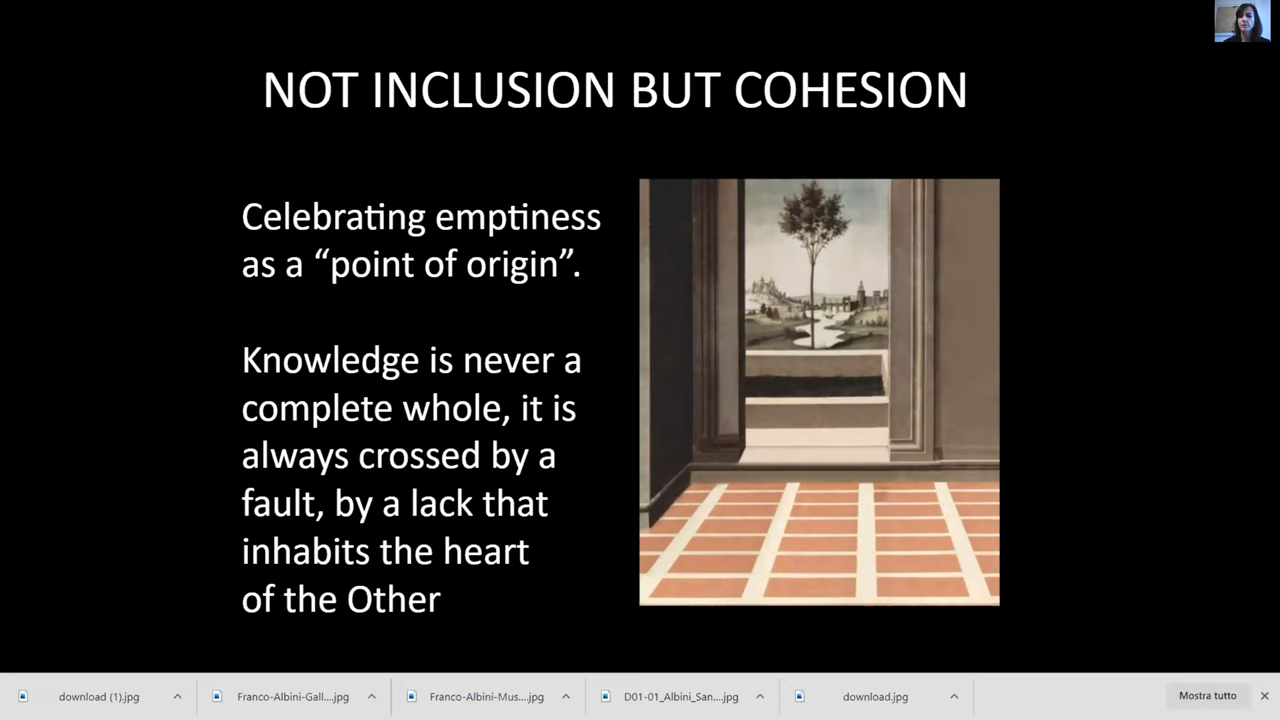 NOT INCLUSION BUT COHESION
Celebrating emptiness
as a “point of origin”.
Knowledge is never a
complete whole, it is
always crossed by a
fault, by a lack that
inhabits the heart
of the Other
download (1).jpg
Franco-Albini-Gall....jpg
Franco-Albini-Mus....jpg
D01-01_Albini_San....jpg
download.jpg
Mostra tutto